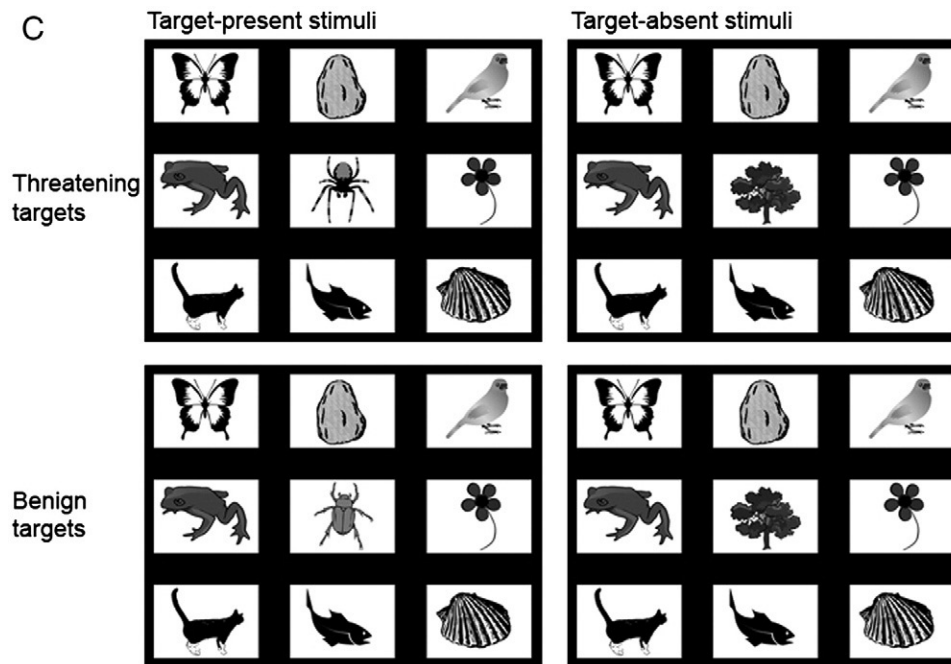 C
Target-present stimuli
Target-absent stimuli
Threatening
targets
Benign
targets